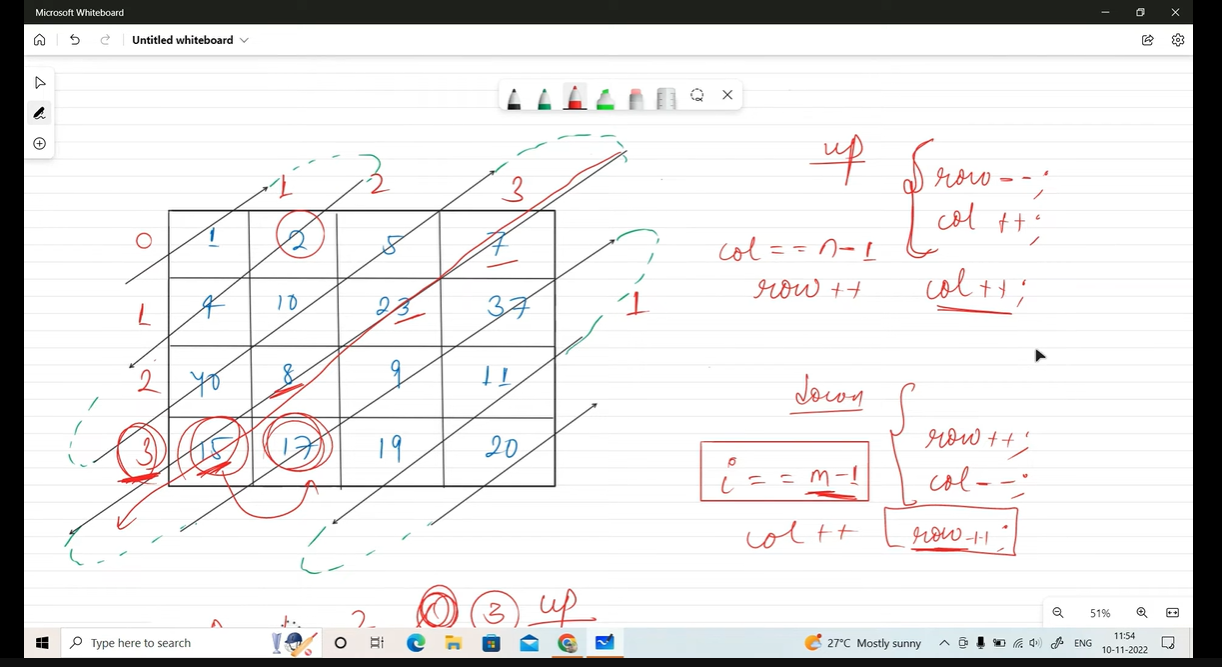 Microsoft Whiteboard
Untitled whiteboard
1 2 3
0 1 2 5 7
1 9 10 23 37 1
2 40 8 9 11
3 15 17 19 20
up
row--;
col ++;
col == n-1
row ++ col ++;
Down
row ++;
col --;
i == m-1
col ++ row ++;
2 0 3 up
51%
Type here to search
27°C Mostly sunny
ENG
11:54
10-11-2022